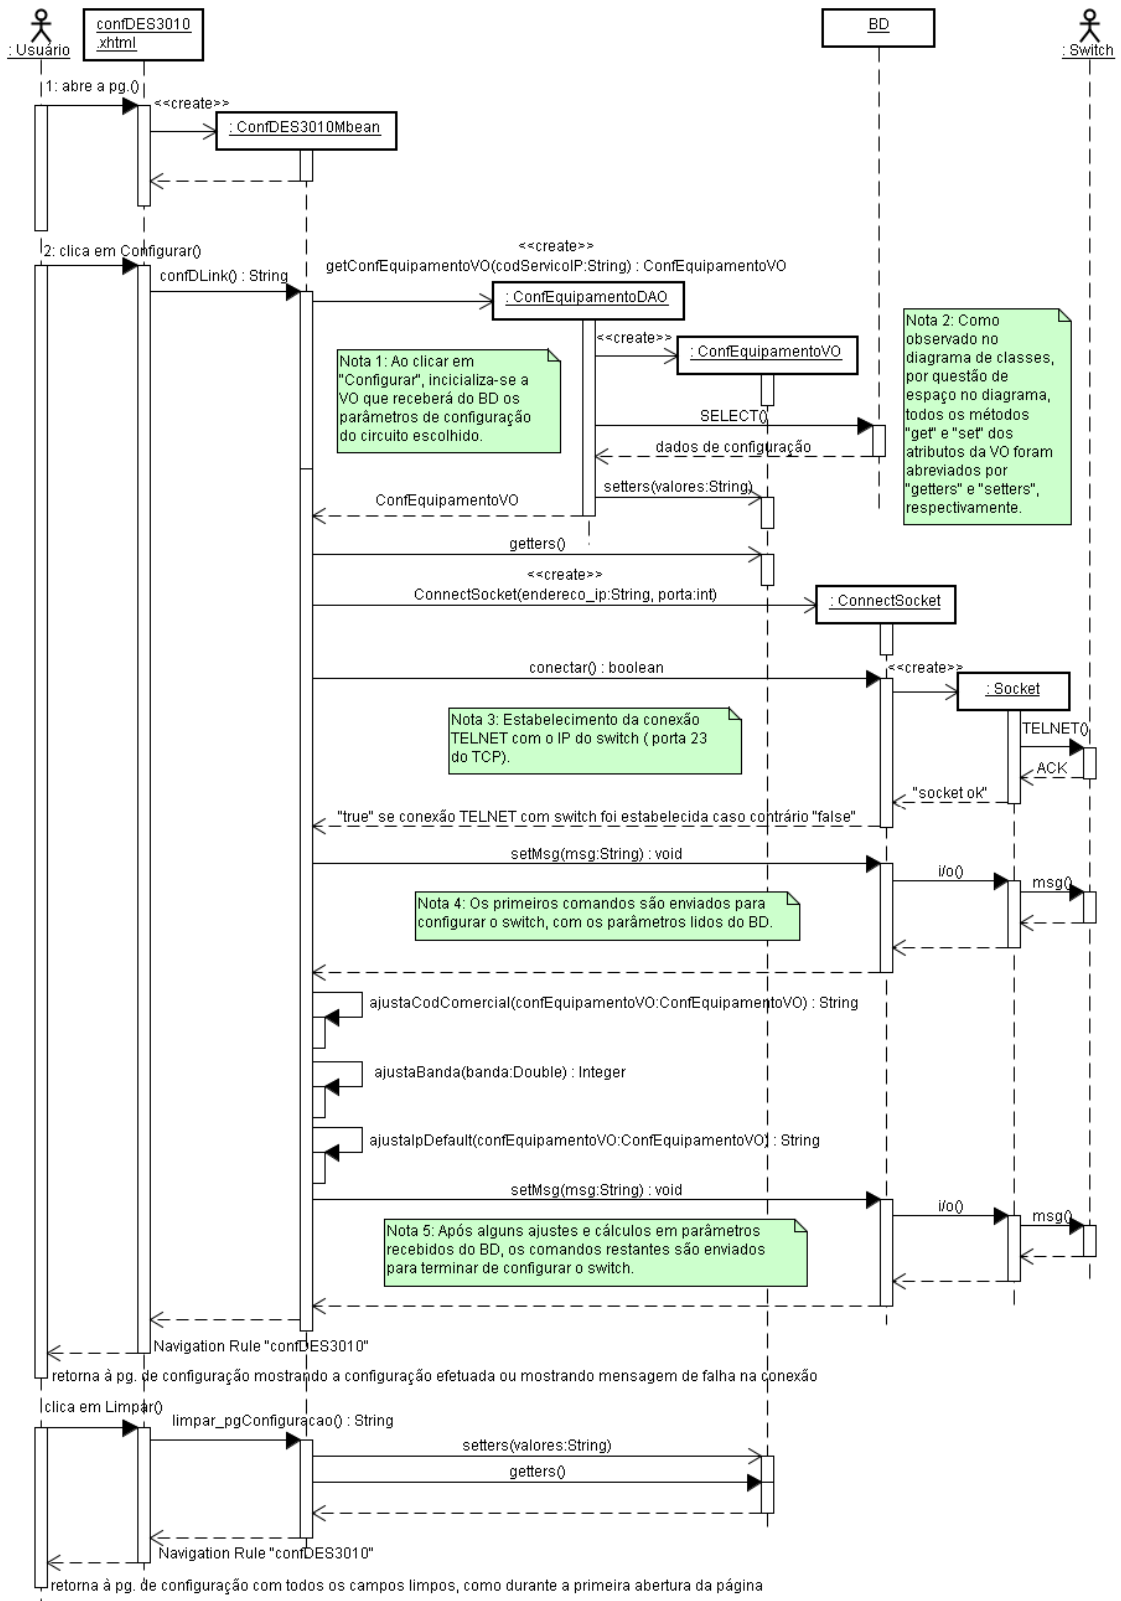 confDES3010
.xhtml
BD
: Usuário
: Switch
1: abre a pg.()
<<create>>
: ConfDES3010Mbean
2: clica em Configurar()
<<create>>
confDLink() : String
getConfEquipamentoVO(codServicoIP:String) : ConfEquipamentoVO
: ConfEquipamentoDAO
<<create>>
: ConfEquipamentoVO
Nota 1: Ao clicar em
"Configurar", incicializa-se a
VO que receberá do BD os
parâmetros de configuração
do circuito escolhido.
Nota 2: Como
observado no
diagrama de classes,
por questão de
espaço no diagrama,
todos os métodos
"get" e "set" dos
atributos da VO foram
abreviados por
"getters" e "setters",
respectivamente.
SELECT()
dados de configuração
setters(valores:String)
ConfEquipamentoVO
getters()
<<create>>
ConnectSocket(endereco_ip:String, porta:int)
: ConnectSocket
conectar() : boolean
<<create>>
: Socket
Nota 3: Estabelecimento da conexão
TELNET com o IP do switch ( porta 23
do TCP).
TELNET()
ACK
"socket ok"
"true" se conexão TELNET com switch foi estabelecida caso contrário "false"
setMsg(msg:String) : void
i/o()
msg()
Nota 4: Os primeiros comandos são enviados para
configurar o switch, com os parâmetros lidos do BD.
ajustaCodComercial(confEquipamentoVO:ConfEquipamentoVO) : String
ajustaBanda(banda:Double) : Integer
ajustaIpDefault(confEquipamentoVO:ConfEquipamentoVO) : String
setMsg(msg:String) : void
i/o()
msg()
Nota 5: Após alguns ajustes e cálculos em parâmetros
recebidos do BD, os comandos restantes são enviados
para terminar de configurar o switch.
Navigation Rule "confDES3010"
retorna à pg. de configuração mostrando a configuração efetuada ou mostrando mensagem de falha na conexão
clica em Limpar()
limpar_pgConfiguracao() : String
setters(valores:String)
getters()
Navigation Rule "confDES3010"
retorna à pg. de configuração com todos os campos limpos, como durante a primeira abertura da página